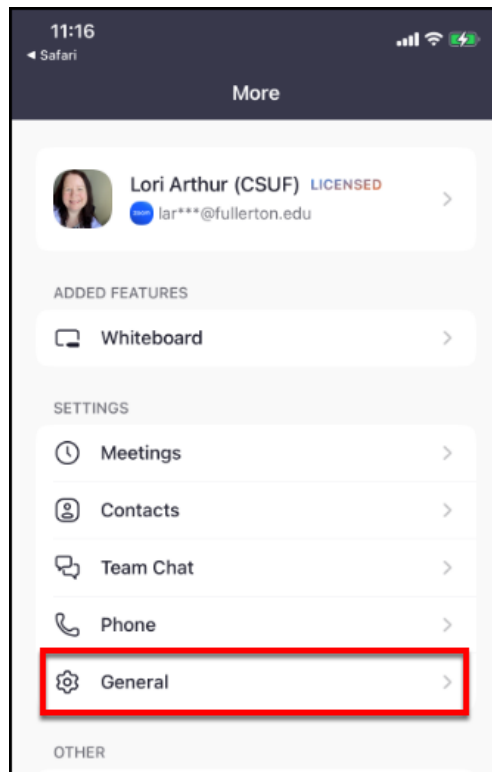 11:16
◄ Safari
More
Lori Arthur (CSUF) LICENSED
zoom lar***@fullerton.edu
ADDED FEATURES
Whiteboard
SETTINGS
Meetings
Contacts
Team Chat
Phone
General
OTHER